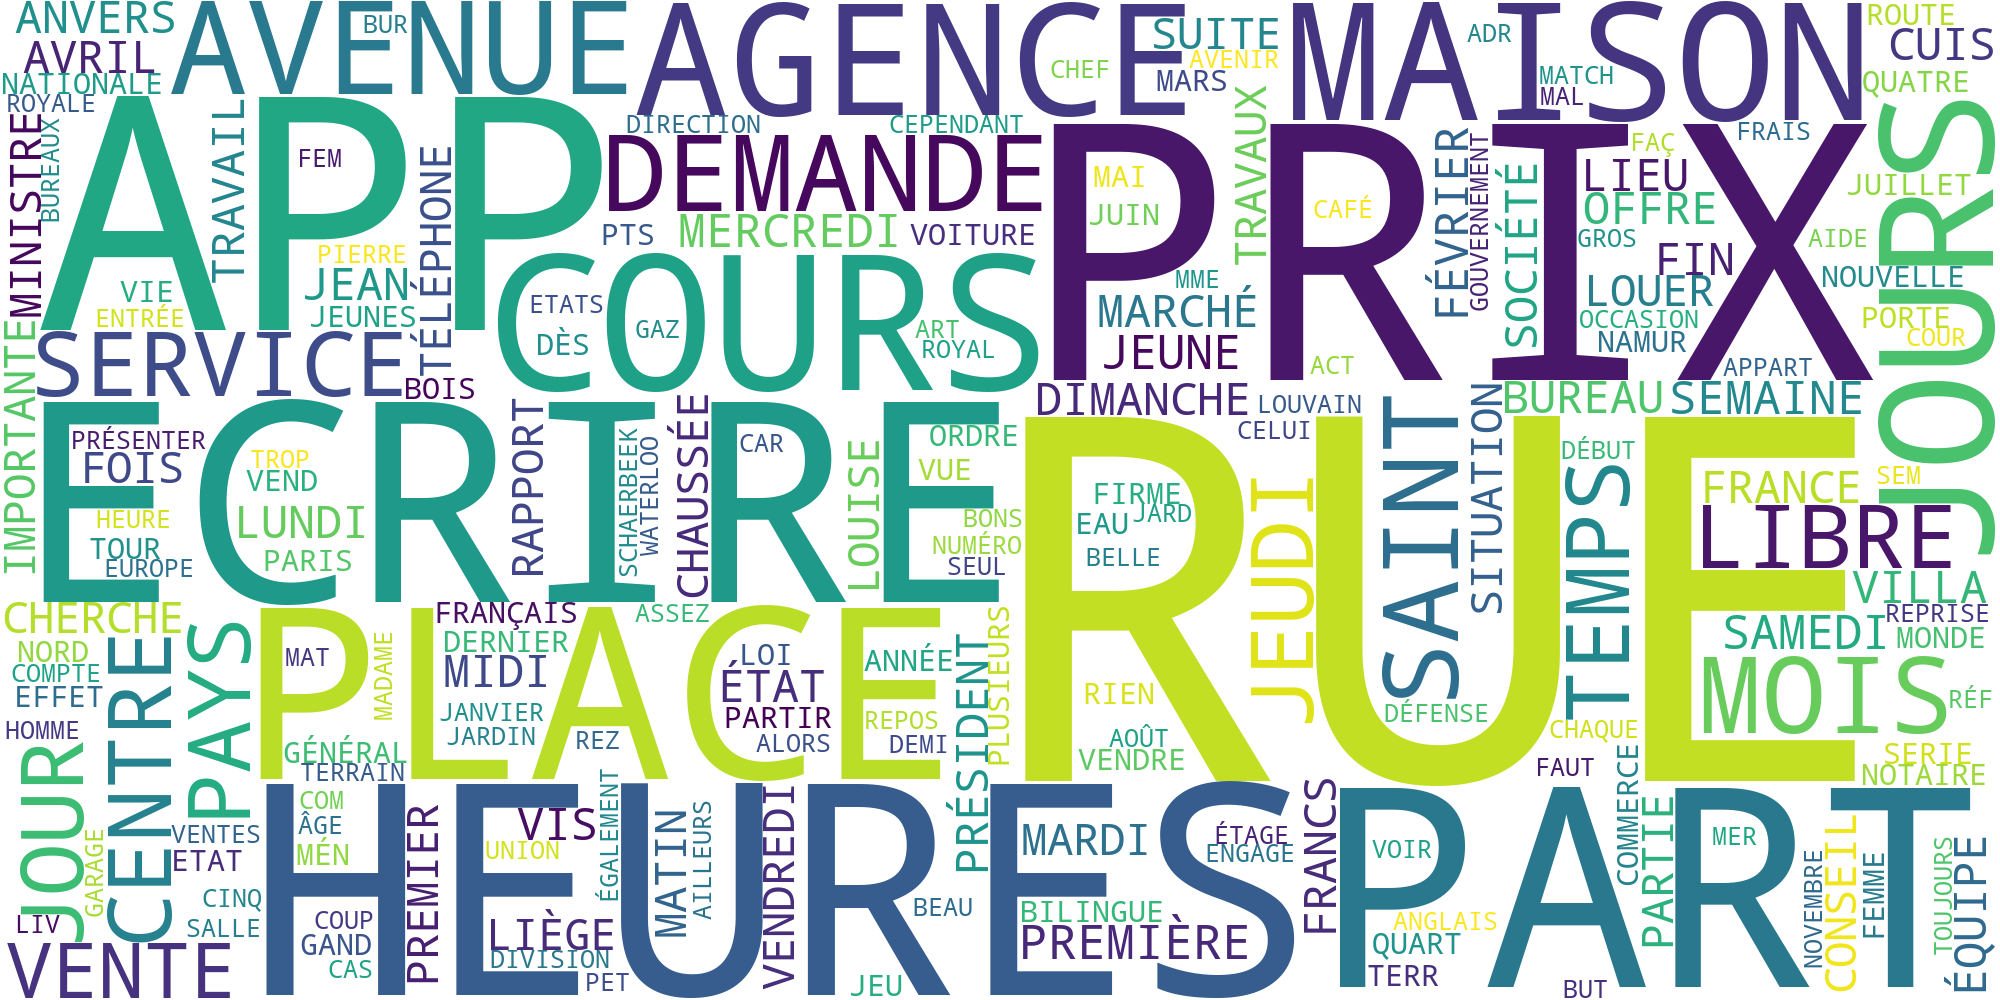 ANVERS
AVENUE
BUR
AGENCE
SUITE
MAISON
ADR
ROUTE
AVRIL
CHEF
AVENIR
MARS
MATCH
MAL
CUIS
QUATRE
NATIONALE
ROYALE
BUREAUX
MINISTRE
APP
TRAVAIL
FEM
TÉLÉPHONE
DIRECTION
CEPENDANT
DEMANDE
PRIX
TRAVAUX
MAI
JUIN
CAFÉ
FÉVRIER
GOUVERNEMENT
SOCIÉTÉ
FAÇ
FRAIS
LIEU
OFFRE
JUILLET
JOURS
PTS
MERCREDI
VOITURE
PIERRE
JEAN
JEUNES
VIE
ENTRÉE
COURS
ETATS
DÈS
GAZ
ART
ROYAL
MME
MARCHÉ
JEUNE
ACT
GROS
FIN
AIDE
LOUER
NOUVELLE
OCCASION
NAMUR
PORTE
COUR
APPART
SERVICE
BOIS
IMPORTANTE
DIMANCHE
LOUVAIN
CELUI
SITUATION
BUREAU
SEMAINE
ECRIRE
PRÉSENTER
FOIS
TROP
VEND
HEURE
LUNDI
TOUR
EUROPE
PARIS
RAPPORT
SCHAERBEEK
WATERLOO
CHAUSSÉE
CAR
LOUISE
ORDRE
VUE
BONS
NUMÉRO
SEUL
RUE
FIRME
EAU
JARD
BELLE
JEUDI
SAINT
DÉBUT
TEMPS
FRANCE
SEM
LIBRE
VILLA
CHERCHE
NORD
COMPTE
EFFET
HOMME
CENTRE
PAYS
PLACE
MAT
MADAME
FRANÇAIS
DERNIER
MIDI
ASSEZ
LOI
ÉTAT
PARTIR
ALORS
ANNÉE
REPOS
DEMI
PRÉSIDENT
PLUSIEURS
JANVIER
JARDIN
REZ
GÉNÉRAL
TERRAIN
RIEN
AOÛT
VENDRE
DÉFENSE
CHAQUE
FAUT
SAMEDI
REPRISE
MONDE
MOIS
RÉF
SERIE
NOTAIRE
JOUR
GARAGE
LIV
VENTES
ETAT
CINQ
SALLE
HEURES
COM
ÂGE
MÉN
COUP
GAND
CAS
PREMIER
VIS
UNION
LIÈGE
DIVISION
PET
ÉGALEMENT
MATIN
AILLEURS
VENDREDI
BEAU
JEU
MARDI
BILINGUE
PREMIÈRE
ÉTAGE
ENGAGE
FRANCS
PART
VOIR
ANGLAIS
QUART
TERR
BUT
COMMERCE
PARTIE
MER
NOVEMBRE
CONSEIL
FEMME
TOUJOURS
ÉQUIPE
VENTE